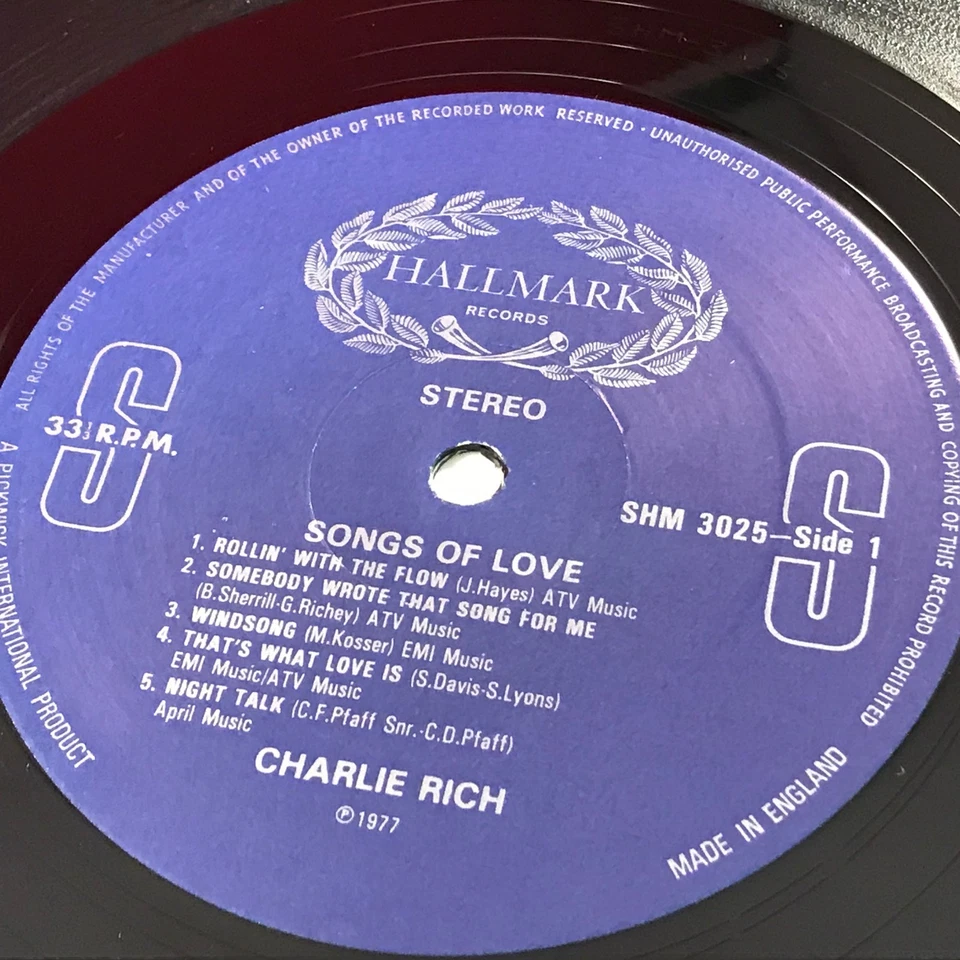 ALL RIGHTS OF THE MANUFACTURER AND OF THE OWNER OF THE RECORDED WORK RESERVED · UNAUTHORISED PUBLIC PERFORMANCE BROADCASTING AND COPYING OF THIS RECORD PROHIBITED
HALLMARK
RECORDS
STEREO
S
33⅓ R.P.M.
S
SHM 3025-Side 1
SONGS OF LOVE
1. ROLLIN' WITH THE FLOW (J.Hayes) ATV Music
2. SOMEBODY WROTE THAT SONG FOR ME
(B.Sherrill-G.Richey) ATV Music
3. WINDSONG (M.Kosser) EMI Music
4. THAT'S WHAT LOVE IS (S.Davis-S.Lyons)
EMI Music/ATV Music
5. NIGHT TALK (C.F.Pfaff Snr.-C.D.Pfaff)
April Music
CHARLIE RICH
℗ 1977
A PICKWICK INTERNATIONAL PRODUCT
MADE IN ENGLAND